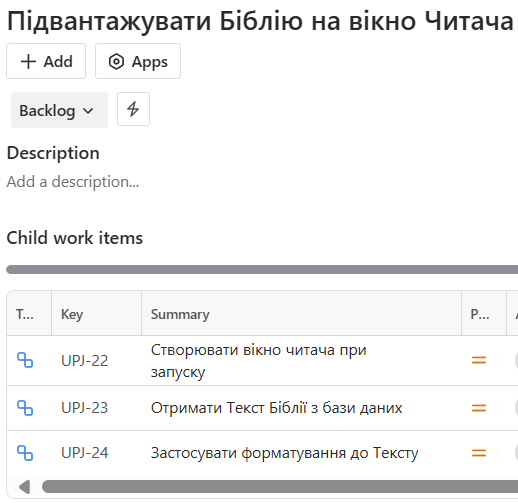 Підвантажувати Біблію на вікно Читача
Add Apps
Backlog
Description
Add a description...
Child work items
T... Key Summary P...
UPJ-22 Створювати вікно читача при
запуску
UPJ-23 Отримати Текст Біблії з бази даних
UPJ-24 Застосувати форматування до Тексту